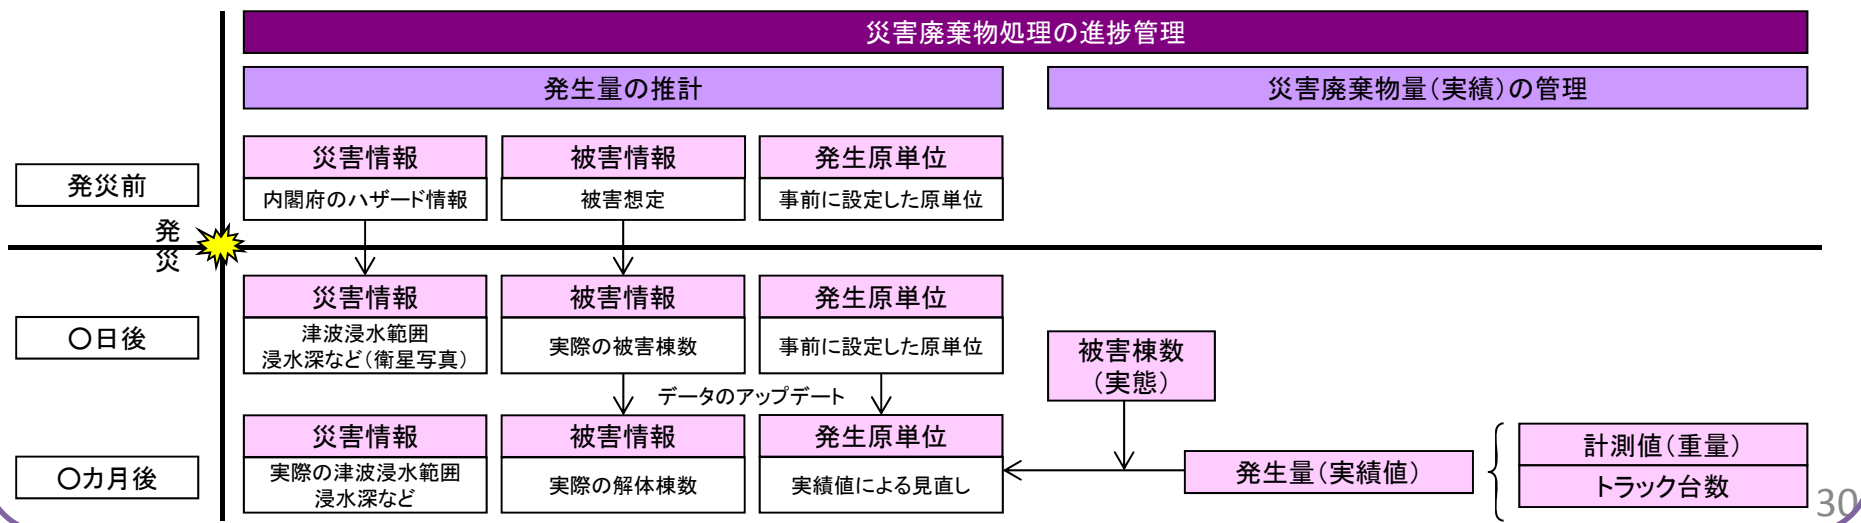 災害廃棄物処理の進捗管理
発生量の推計
災害廃棄物量（実績）の管理
発災前
災害情報
内閣府のハザード情報
被害情報
被害想定
発生原単位
事前に設定した原単位
発
災
〇日後
災害情報
津波浸水範囲
浸水深など（衛星写真）
被害情報
実際の被害棟数
発生原単位
事前に設定した原単位
被害棟数
（実態）
データのアップデート
〇カ月後
災害情報
実際の津波浸水範囲
浸水深など
被害情報
実際の解体棟数
発生原単位
実績値による見直し
発生量（実績値）
計測値（重量）
トラック台数
30